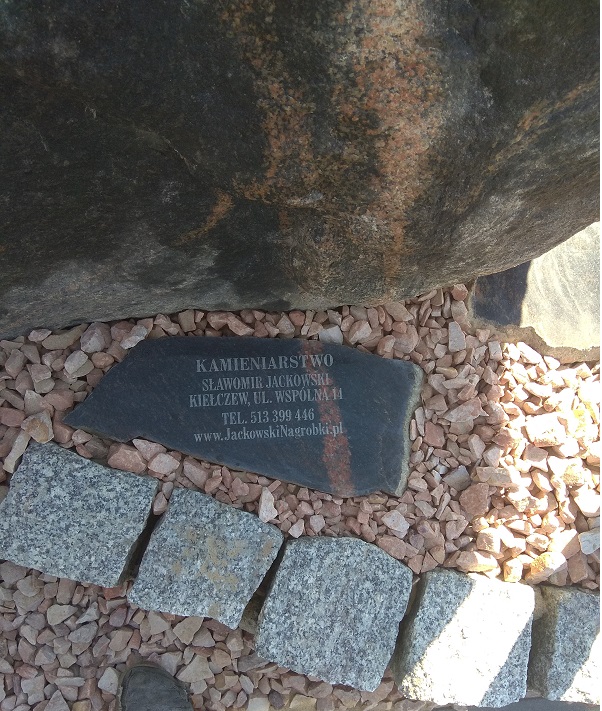 KAMIENIARSTWO
SŁAWOMIR JACKOWSKI
KIEŁCZEW, UL. WSPÓLNA 14
TEL. 513 399 446
www.JackowskiNagrobki.pl